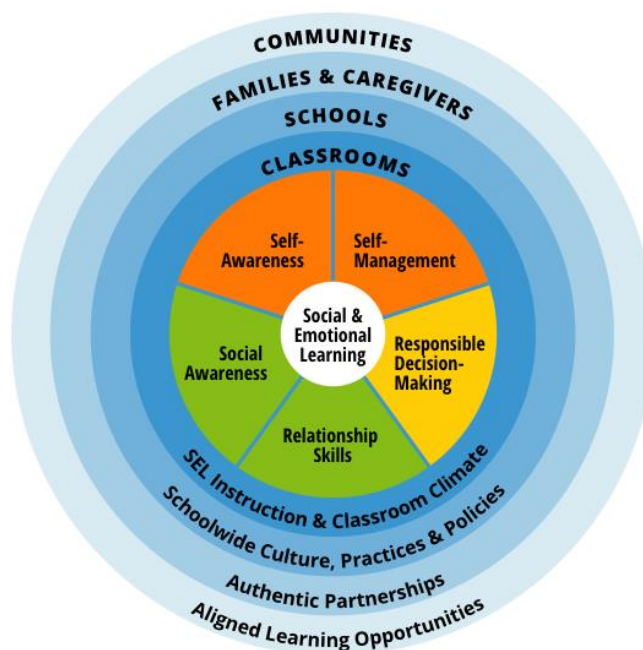 COMMUNITIES
FAMILIES & CAREGIVERS
SCHOOLS
CLASSROOMS
Self-
Awareness
Self-
Management
Social &
Emotional
Learning
Social
Awareness
Responsible
Decision-
Making
Relationship
Skills
SEL Instruction & Classroom Climate
Schoolwide Culture, Practices & Policies
Authentic Partnerships
Aligned Learning Opportunities